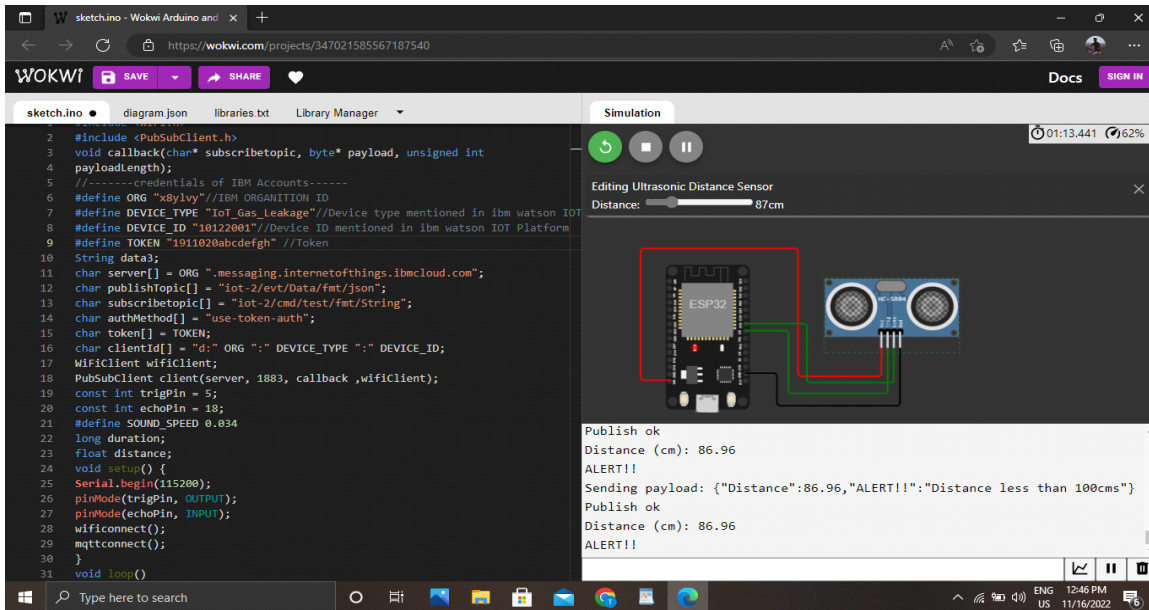 sketch.ino - Wokwi Arduino and
https://wokwi.com/projects/347021585567187540
WOKWI SAVE SHARE Docs SIGN IN
sketch.ino ● diagram.json libraries.txt Library Manager
2 #include <PubSubClient.h>
3 void callback(char* subscribetopic, byte* payload, unsigned int
4 payloadLength);
5 //-------credentials of IBM Accounts------
6 #define ORG "x8ylvy"//IBM ORGANITION ID
7 #define DEVICE_TYPE "IoT_Gas_Leakage"//Device type mentioned in ibm watson IOT
8 #define DEVICE_ID "10122001"//Device ID mentioned in ibm watson IOT Platform
9 #define TOKEN "1911020abcdefgh" //Token
10 String data3;
11 char server[] = ORG ".messaging.internetofthings.ibmcloud.com";
12 char publishTopic[] = "iot-2/evt/Data/fmt/json";
13 char subscribetopic[] = "iot-2/cmd/test/fmt/String";
14 char authMethod[] = "use-token-auth";
15 char token[] = TOKEN;
16 char clientId[] = "d:" ORG ":" DEVICE_TYPE ":" DEVICE_ID;
17 WiFiClient wifiClient;
18 PubSubClient client(server, 1883, callback ,wifiClient);
19 const int trigPin = 5;
20 const int echoPin = 18;
21 #define SOUND_SPEED 0.034
22 long duration;
23 float distance;
24 void setup() {
25 Serial.begin(115200);
26 pinMode(trigPin, OUTPUT);
27 pinMode(echoPin, INPUT);
28 wificonnect();
29 mqttconnect();
30 }
31 void loop()
Simulation
01:13.441 62%
Editing Ultrasonic Distance Sensor
Distance: 87cm
ESP32
HC-SR04
Publish ok
Distance (cm): 86.96
ALERT!!
Sending payload: {"Distance":86.96,"ALERT!!":"Distance less than 100cms"}
Publish ok
Distance (cm): 86.96
ALERT!!
Type here to search
ENG 12:46 PM
US 11/16/2022
6